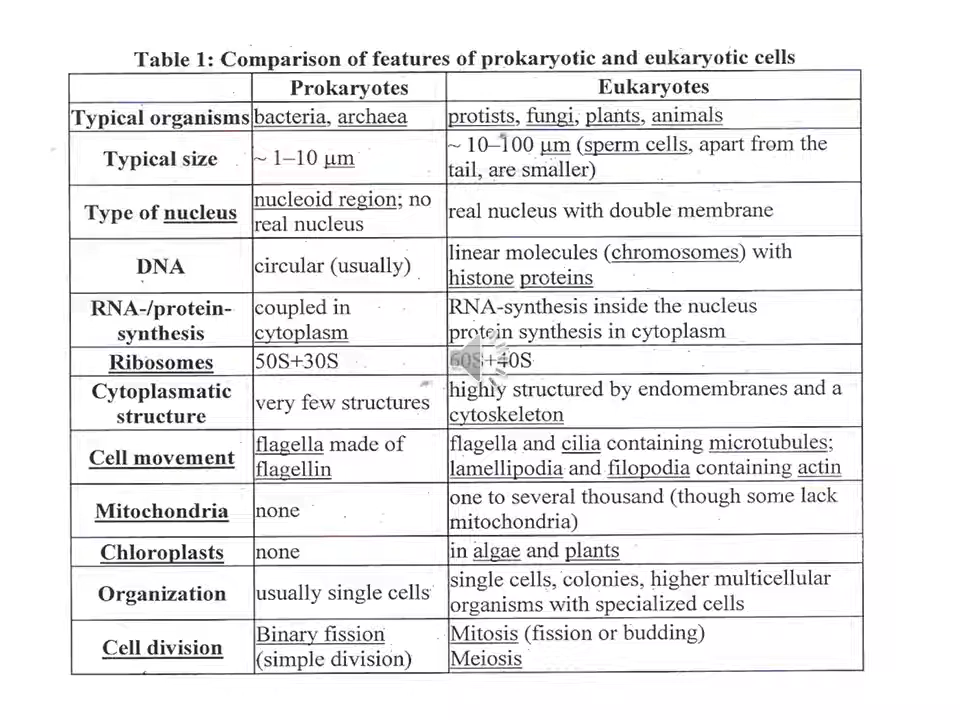 Table 1: Comparison of features of prokaryotic and eukaryotic cells
Prokaryotes Eukaryotes
Typical organisms bacteria, archaea protists, fungi, plants, animals
Typical size ~ 1–10 µm ~ 10–100 µm (sperm cells, apart from the
tail, are smaller)
Type of nucleus nucleoid region; no
real nucleus real nucleus with double membrane
DNA circular (usually) linear molecules (chromosomes) with
histone proteins
RNA-/protein-
synthesis coupled in
cytoplasm RNA-synthesis inside the nucleus
protein synthesis in cytoplasm
Ribosomes 50S+30S 60S+40S
Cytoplasmatic
structure very few structures highly structured by endomembranes and a
cytoskeleton
Cell movement flagella made of
flagellin flagella and cilia containing microtubules;
lamellipodia and filopodia containing actin
Mitochondria none one to several thousand (though some lack
mitochondria)
Chloroplasts none in algae and plants
Organization usually single cells single cells, colonies, higher multicellular
organisms with specialized cells
Cell division Binary fission
(simple division) Mitosis (fission or budding)
Meiosis